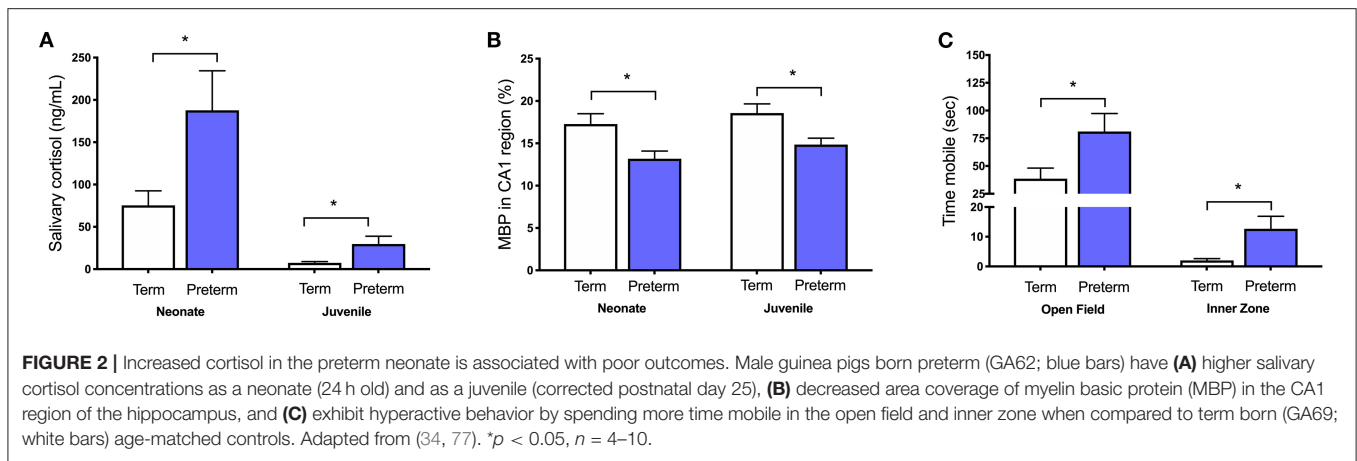 A
*
*
Salivary cortisol (ng/mL)
250
200
150
100
50
0
Term Preterm Term Preterm
Neonate Juvenile
B
*
*
MBP in CA1 region (%)
25
20
15
10
5
0
Term Preterm Term Preterm
Neonate Juvenile
C
*
*
Time mobile (sec)
150
125
100
75
50
25
20
10
0
Term Preterm Term Preterm
Open Field Inner Zone
FIGURE 2 | Increased cortisol in the preterm neonate is associated with poor outcomes. Male guinea pigs born preterm (GA62; blue bars) have (A) higher salivary
cortisol concentrations as a neonate (24 h old) and as a juvenile (corrected postnatal day 25), (B) decreased area coverage of myelin basic protein (MBP) in the CA1
region of the hippocampus, and (C) exhibit hyperactive behavior by spending more time mobile in the open field and inner zone when compared to term born (GA69;
white bars) age-matched controls. Adapted from (34, 77). *p < 0.05, n = 4–10.